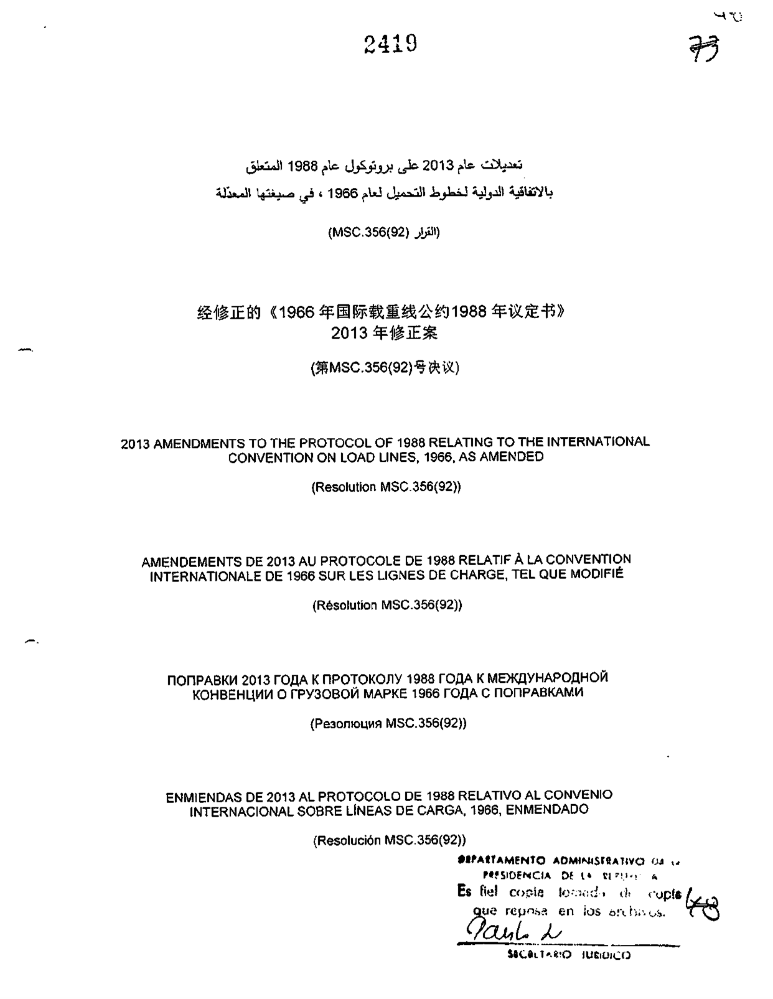 2419
73
تعديلات عام 2013 على بروتوكول عام 1988 المتعلق
بالاتفاقية الدولية لخطوط التحميل لعام 1966 ، في صيغتها المعدّلة
(القرار MSC.356(92))
经修正的《1966 年国际载重线公约1988 年议定书》
2013 年修正案
(第MSC.356(92)号决议)
2013 AMENDMENTS TO THE PROTOCOL OF 1988 RELATING TO THE INTERNATIONAL
CONVENTION ON LOAD LINES, 1966, AS AMENDED
(Resolution MSC.356(92))
AMENDEMENTS DE 2013 AU PROTOCOLE DE 1988 RELATIF À LA CONVENTION
INTERNATIONALE DE 1966 SUR LES LIGNES DE CHARGE, TEL QUE MODIFIÉ
(Résolution MSC.356(92))
ПОПРАВКИ 2013 ГОДА К ПРОТОКОЛУ 1988 ГОДА К МЕЖДУНАРОДНОЙ
КОНВЕНЦИИ О ГРУЗОВОЙ МАРКЕ 1966 ГОДА С ПОПРАВКАМИ
(Резолюция MSC.356(92))
ENMIENDAS DE 2013 AL PROTOCOLO DE 1988 RELATIVO AL CONVENIO
INTERNACIONAL SOBRE LÍNEAS DE CARGA, 1966, ENMENDADO
(Resolución MSC.356(92))
DEPARTAMENTO ADMINISTRATIVO
PRESIDENCIA DE LA
Es fiel copia tomada de copia
que reposa en los archivos.
SECRETARIO JURIDICO